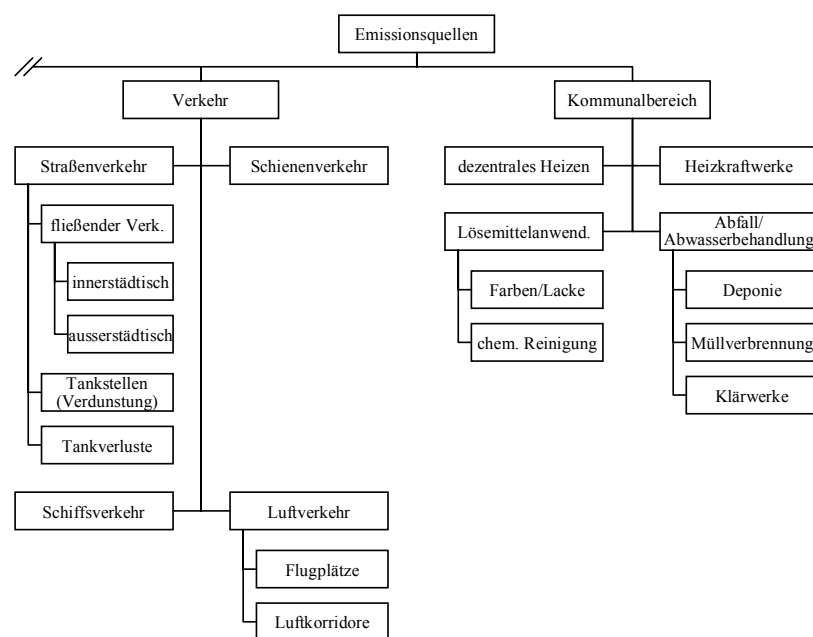 Emissionsquellen
Verkehr
Kommunalbereich
Straßenverkehr
Schienenverkehr
dezentrales Heizen
Heizkraftwerke
fließender Verk.
Lösemittelanwend.
Abfall/
Abwasserbehandlung
innerstädtisch
Farben/Lacke
Deponie
ausserstädtisch
chem. Reinigung
Müllverbrennung
Tankstellen
(Verdunstung)
Klärwerke
Tankverluste
Schiffsverkehr
Luftverkehr
Flugplätze
Luftkorridore